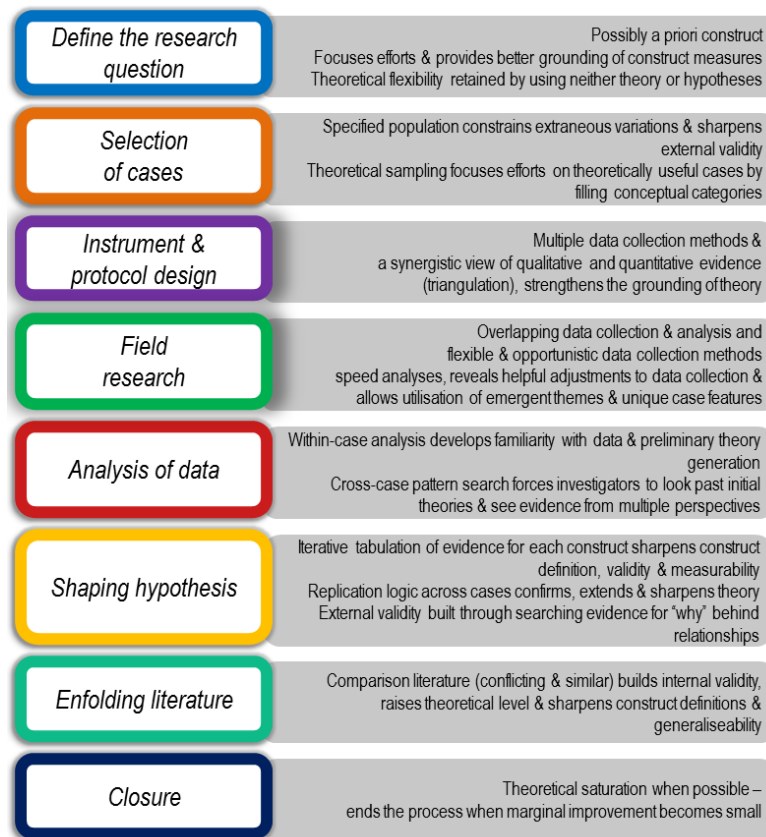 Define the research
question
Possibly a priori construct
Focuses efforts & provides better grounding of construct measures
Theoretical flexibility retained by using neither theory or hypotheses
Selection
of cases
Specified population constrains extraneous variations & sharpens
external validity
Theoretical sampling focuses efforts on theoretically useful cases by
filling conceptual categories
Instrument &
protocol design
Multiple data collection methods &
a synergistic view of qualitative and quantitative evidence
(triangulation), strengthens the grounding of theory
Field
research
Overlapping data collection & analysis and
flexible & opportunistic data collection methods
speed analyses, reveals helpful adjustments to data collection &
allows utilisation of emergent themes & unique case features
Analysis of data
Within-case analysis develops familiarity with data & preliminary theory
generation
Cross-case pattern search forces investigators to look past initial
theories & see evidence from multiple perspectives
Shaping hypothesis
Iterative tabulation of evidence for each construct sharpens construct
definition, validity & measurability
Replication logic across cases confirms, extends & sharpens theory
External validity built through searching evidence for “why” behind
relationships
Enfolding literature
Comparison literature (conflicting & similar) builds internal validity,
raises theoretical level & sharpens construct definitions &
generaliseability
Closure
Theoretical saturation when possible –
ends the process when marginal improvement becomes small